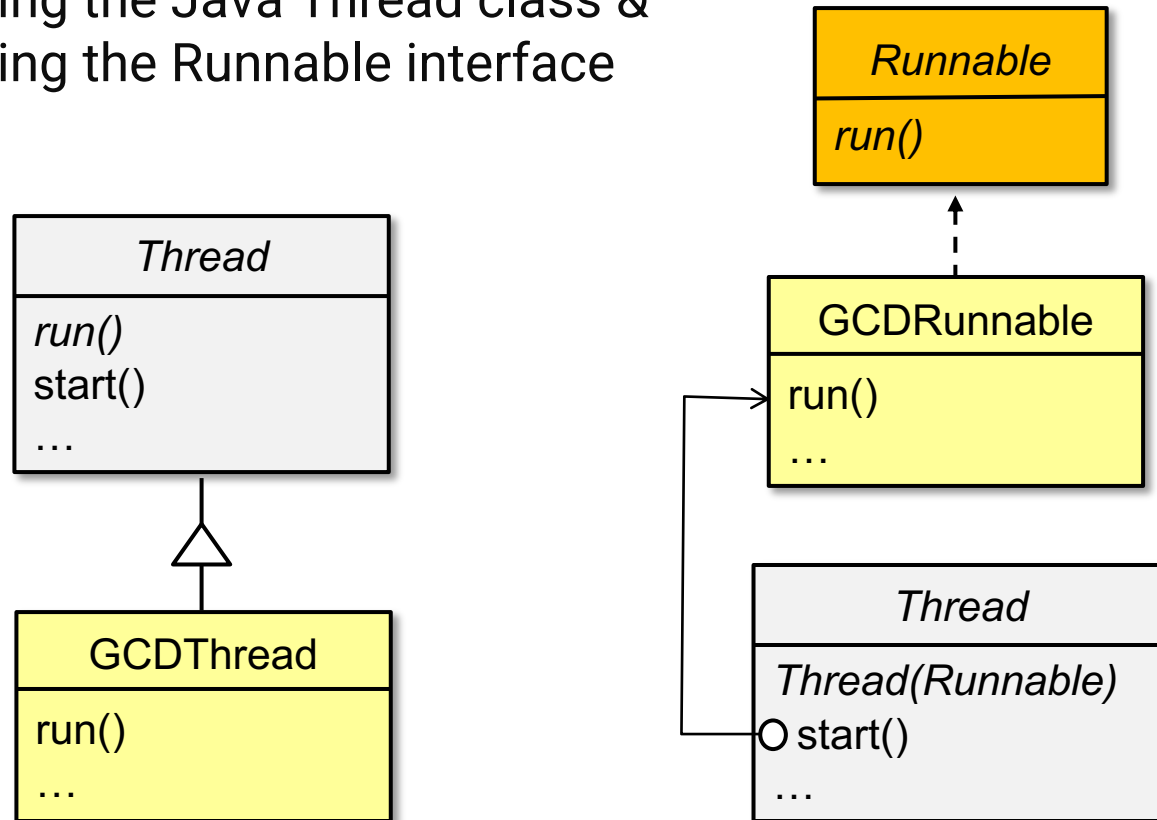 ing the Java Thread class &
ing the Runnable interface
Runnable
run()
Thread
run()
start()
…
GCDThread
run()
…
GCDRunnable
run()
…
Thread
Thread(Runnable)
start()
…